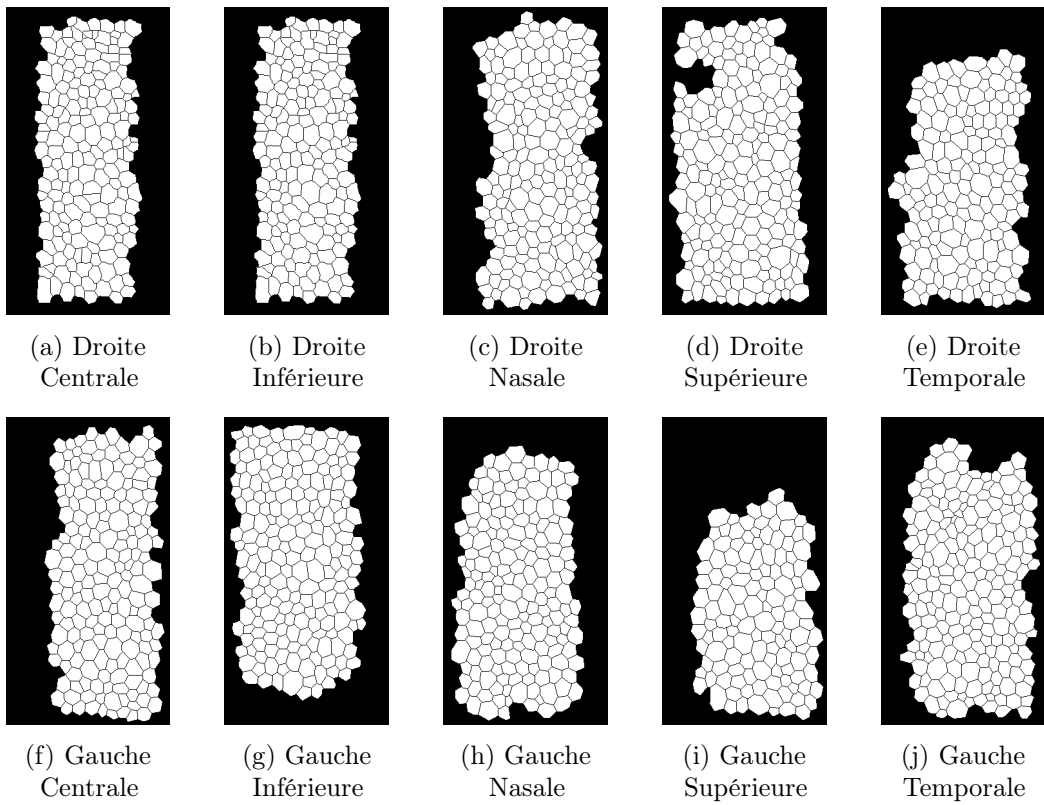 (a) Droite
Centrale
(b) Droite
Inférieure
(c) Droite
Nasale
(d) Droite
Supérieure
(e) Droite
Temporale
(f) Gauche
Centrale
(g) Gauche
Inférieure
(h) Gauche
Nasale
(i) Gauche
Supérieure
(j) Gauche
Temporale